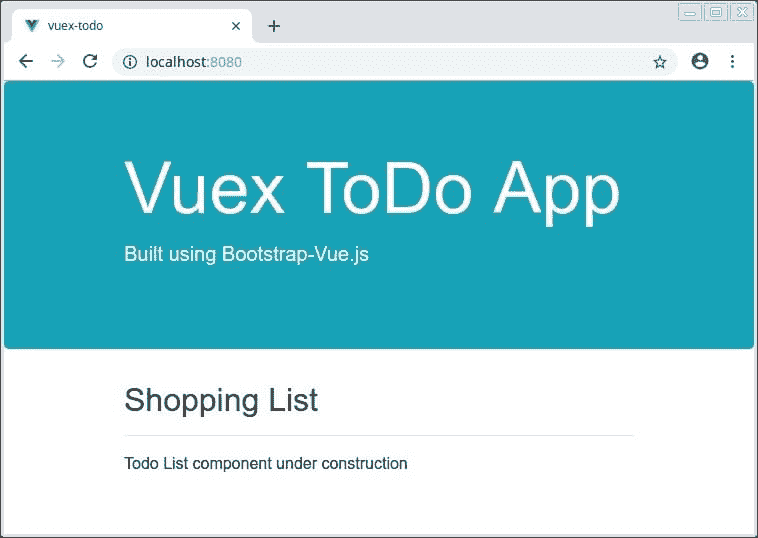 vuex-todo
localhost:8080
Vuex ToDo App
Built using Bootstrap-Vue.js
Shopping List
Todo List component under construction